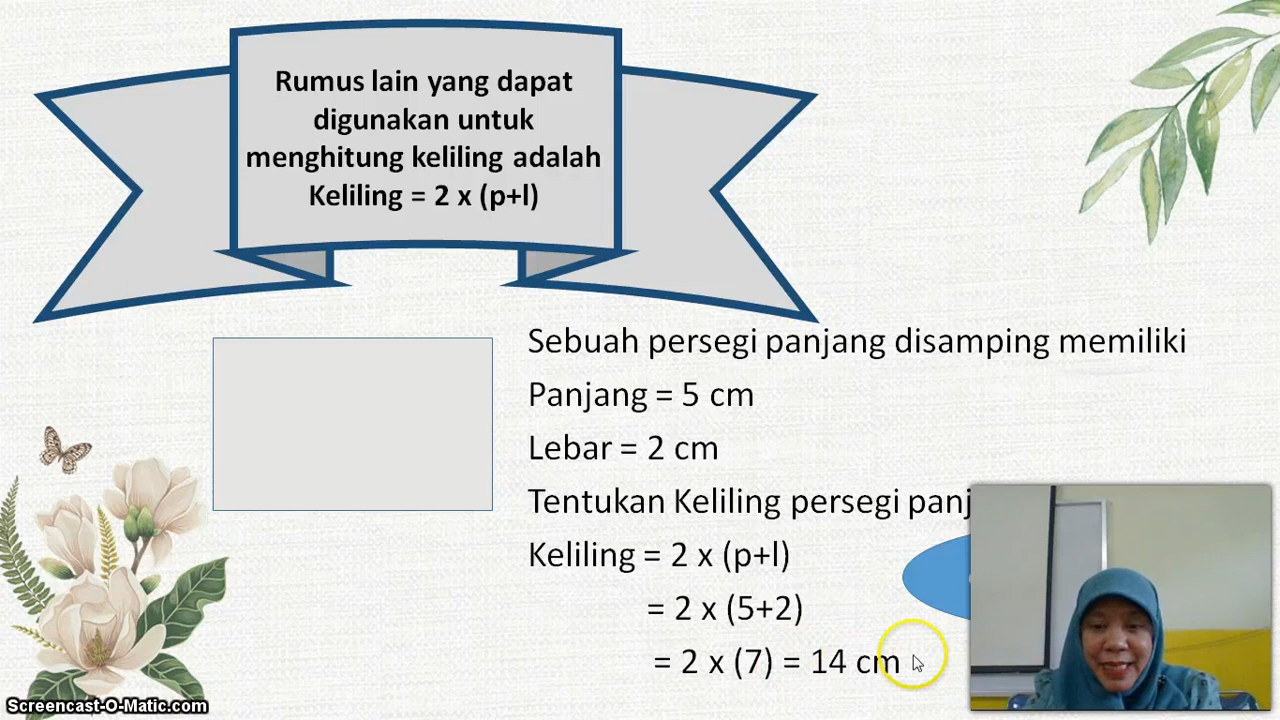 Rumus lain yang dapat
digunakan untuk
menghitung keliling adalah
Keliling = 2 x (p+l)
Sebuah persegi panjang disamping memiliki
Panjang = 5 cm
Lebar = 2 cm
Tentukan Keliling persegi panj
Keliling = 2 x (p+l)
= 2 x (5+2)
= 2 x (7) = 14 cm
Screencast-O-Matic.com